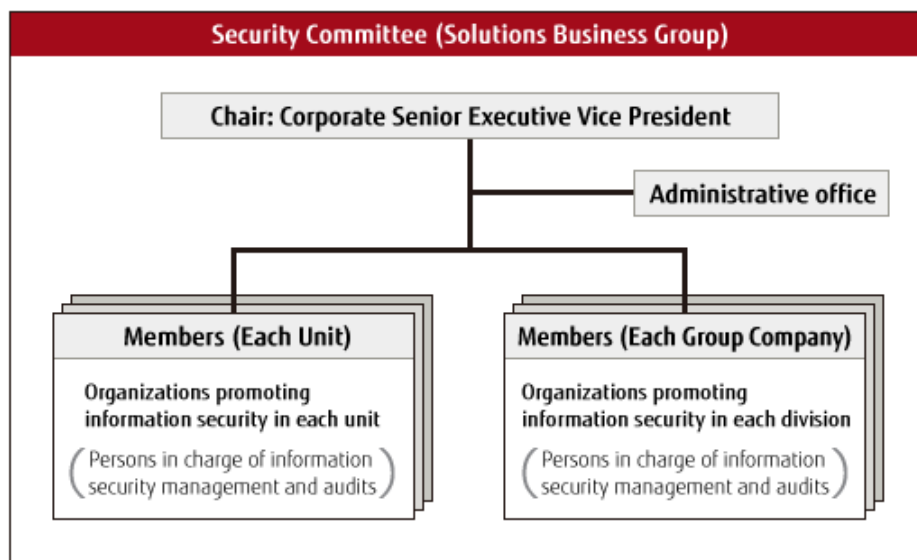 Security Committee (Solutions Business Group)
Chair: Corporate Senior Executive Vice President
Administrative office
Members (Each Unit)
Organizations promoting
information security in each unit
(Persons in charge of information
security management and audits)
Members (Each Group Company)
Organizations promoting
information security in each division
(Persons in charge of information
security management and audits)